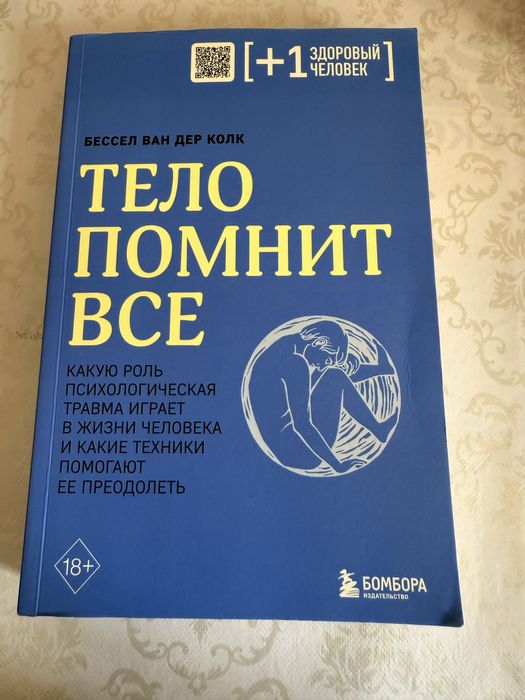 [+1 ЗДОРОВЫЙ
ЧЕЛОВЕК]
БЕССЕЛ ВАН ДЕР КОЛК
ТЕЛО
ПОМНИТ
ВСЕ
КАКУЮ РОЛЬ
ПСИХОЛОГИЧЕСКАЯ
ТРАВМА ИГРАЕТ
В ЖИЗНИ ЧЕЛОВЕКА
И КАКИЕ ТЕХНИКИ
ПОМОГАЮТ
ЕЕ ПРЕОДОЛЕТЬ
18+
БОМБОРА
ИЗДАТЕЛЬСТВО